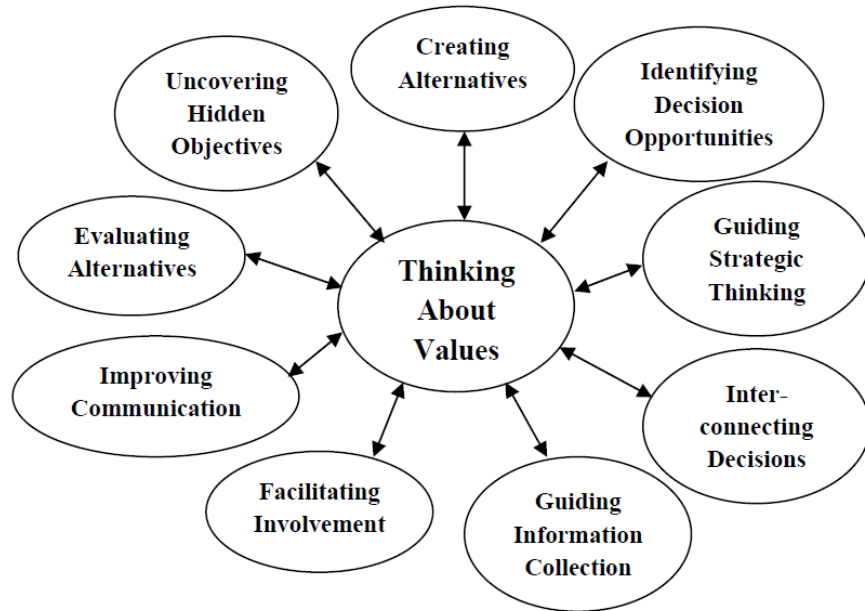 Creating
Alternatives
Identifying
Decision
Opportunities
Guiding
Strategic
Thinking
Inter-
connecting
Decisions
Guiding
Information
Collection
Facilitating
Involvement
Improving
Communication
Evaluating
Alternatives
Uncovering
Hidden
Objectives
Thinking
About
Values